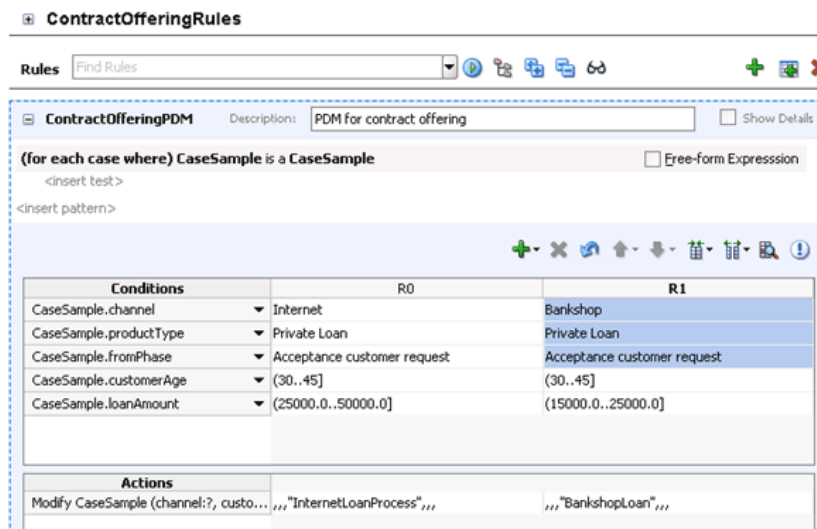 ContractOfferingRules
Rules Find Rules
ContractOfferingPDM Description: PDM for contract offering Show Details
(for each case where) CaseSample is a CaseSample Free-form Expresssion
<insert test>
<insert pattern>
Conditions R0 R1
CaseSample.channel Internet Bankshop
CaseSample.productType Private Loan Private Loan
CaseSample.fromPhase Acceptance customer request Acceptance customer request
CaseSample.customerAge (30..45] (30..45]
CaseSample.loanAmount (25000.0..50000.0] (15000.0..25000.0]
Actions
Modify CaseSample (channel:?, custo... ,,,"InternetLoanProcess",,, ,,,"BankshopLoan",,,